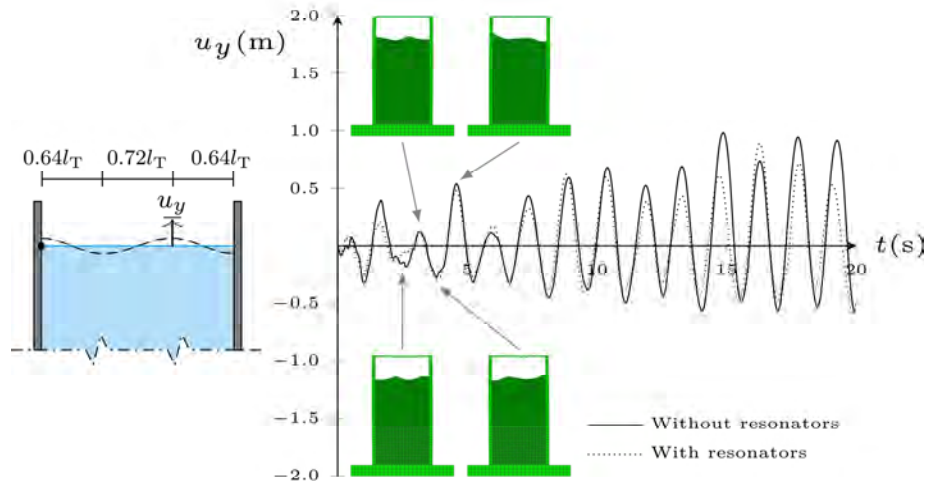 u_y(m)
2.0
1.5
1.0
0.5
−0.5
−1.0
−1.5
−2.0
5
10
15
20
t(s)
0.64l_T 0.72l_T 0.64l_T
u_y
Without resonators
With resonators